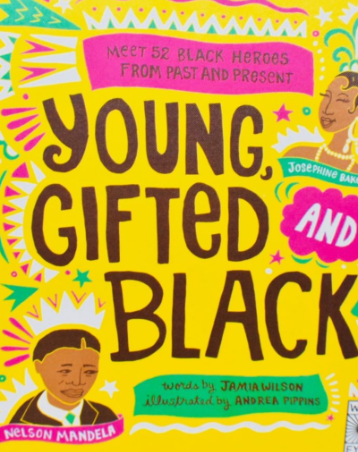 MEET 52 BLACK HEROES
FROM PAST AND PRESENT
YOUNG,
JOSEPHINE BAK
GIFTED
AND
BLACK
words by JAMIA WILSON
illustrated by ANDREA PIPPINS
NELSON MANDELA